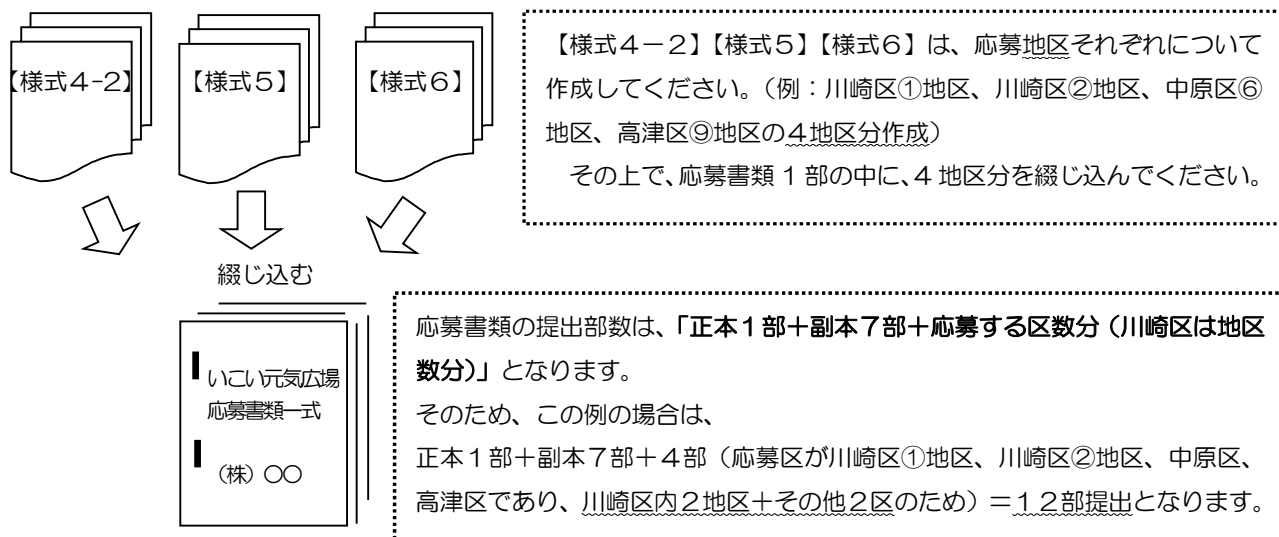 【様式4-2】
【様式5】
【様式6】
【様式4－2】【様式5】【様式6】は、応募地区それぞれについて
作成してください。（例：川崎区①地区、川崎区②地区、中原区⑥
地区、高津区⑨地区の４地区分作成）
その上で、応募書類 1 部の中に、4 地区分を綴じ込んでください。
綴じ込む
いこい元気広場
応募書類一式
（株）〇〇
応募書類の提出部数は、「正本１部＋副本７部＋応募する区数分（川崎区は地区
数分）」となります。
そのため、この例の場合は、
正本１部＋副本７部＋４部（応募区が川崎区①地区、川崎区②地区、中原区、
高津区であり、川崎区内２地区＋その他２区のため）＝１２部提出となります。